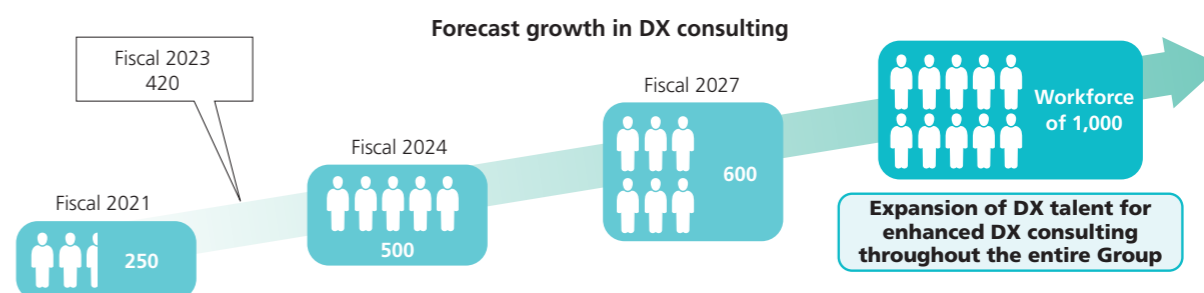 Forecast growth in DX consulting
Fiscal 2023
420
Fiscal 2021
250
Fiscal 2024
500
Fiscal 2027
600
Workforce
of 1,000
Expansion of DX talent for
enhanced DX consulting
throughout the entire Group